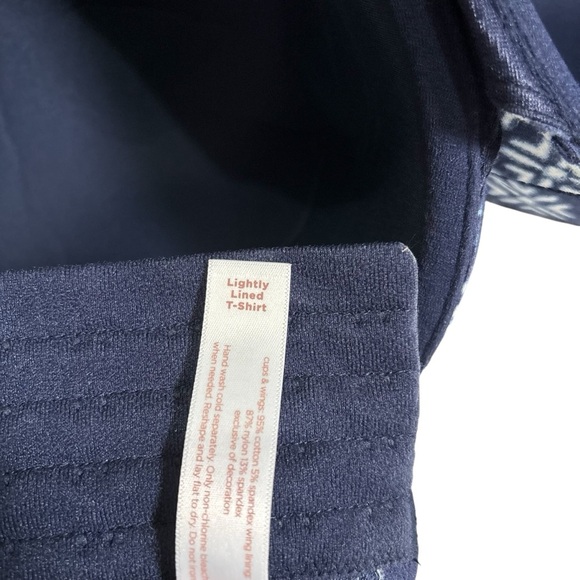 Lightly
Lined
T-Shirt
cups & wings: 95% cotton 5% spandex wing lining:
87% nylon 13% spandex
exclusive of decoration
Hand wash cold separately. Only non-chlorine bleach
when needed. Reshape and lay flat to dry. Do not iron